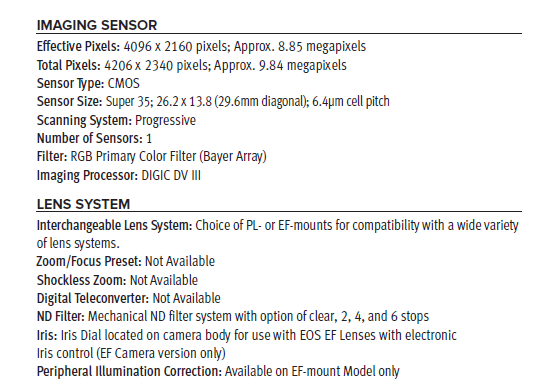 IMAGING SENSOR
Effective Pixels: 4096 x 2160 pixels; Approx. 8.85 megapixels
Total Pixels: 4206 x 2340 pixels; Approx. 9.84 megapixels
Sensor Type: CMOS
Sensor Size: Super 35; 26.2 x 13.8 (29.6mm diagonal); 6.4µm cell pitch
Scanning System: Progressive
Number of Sensors: 1
Filter: RGB Primary Color Filter (Bayer Array)
Imaging Processor: DIGIC DV III
LENS SYSTEM
Interchangeable Lens System: Choice of PL- or EF-mounts for compatibility with a wide variety
of lens systems.
Zoom/Focus Preset: Not Available
Shockless Zoom: Not Available
Digital Teleconverter: Not Available
ND Filter: Mechanical ND filter system with option of clear, 2, 4, and 6 stops
Iris: Iris Dial located on camera body for use with EOS EF Lenses with electronic
Iris control (EF Camera version only)
Peripheral Illumination Correction: Available on EF-mount Model only